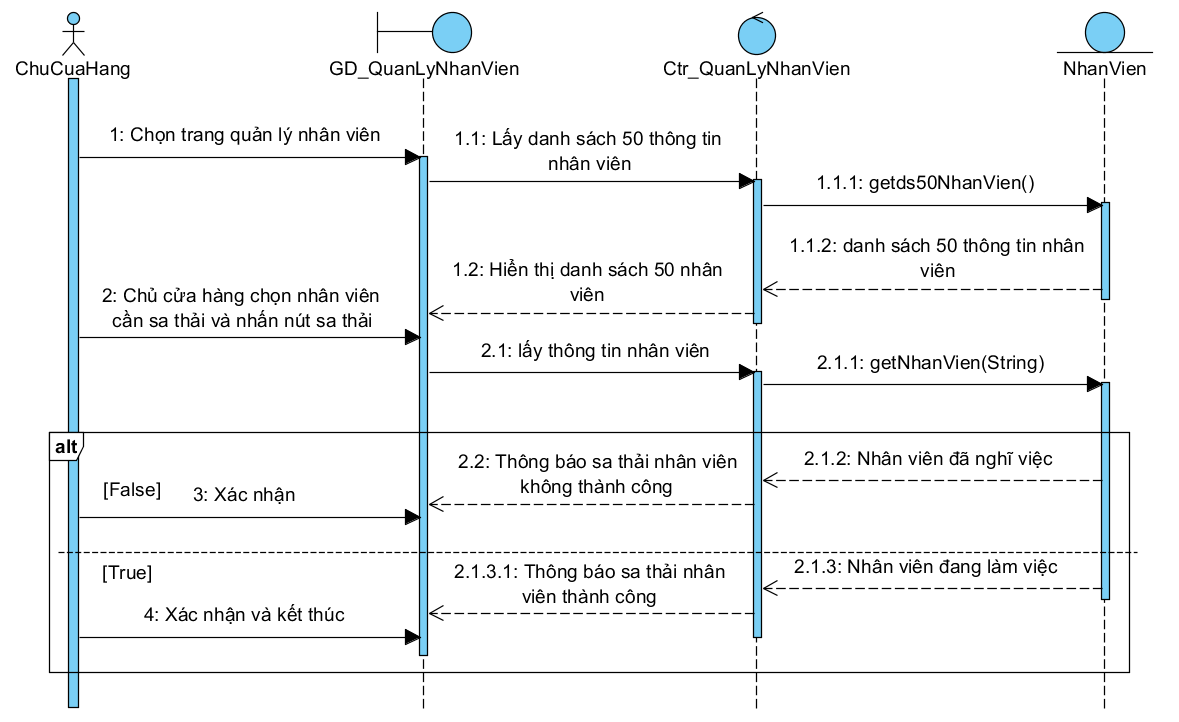 ChuCuaHang
GD_QuanLyNhanVien
Ctr_QuanLyNhanVien
NhanVien
1: Chọn trang quản lý nhân viên
1.1: Lấy danh sách 50 thông tin
nhân viên
1.1.1: getds50NhanVien()
1.1.2: danh sách 50 thông tin nhân
viên
1.2: Hiển thị danh sách 50 nhân
viên
2: Chủ cửa hàng chọn nhân viên
cần sa thải và nhấn nút sa thải
2.1: lấy thông tin nhân viên
2.1.1: getNhanVien(String)
alt
2.1.2: Nhân viên đã nghĩ việc
2.2: Thông báo sa thải nhân viên
không thành công
[False]
3: Xác nhận
[True]
2.1.3: Nhân viên đang làm việc
2.1.3.1: Thông báo sa thải nhân
viên thành công
4: Xác nhận và kết thúc